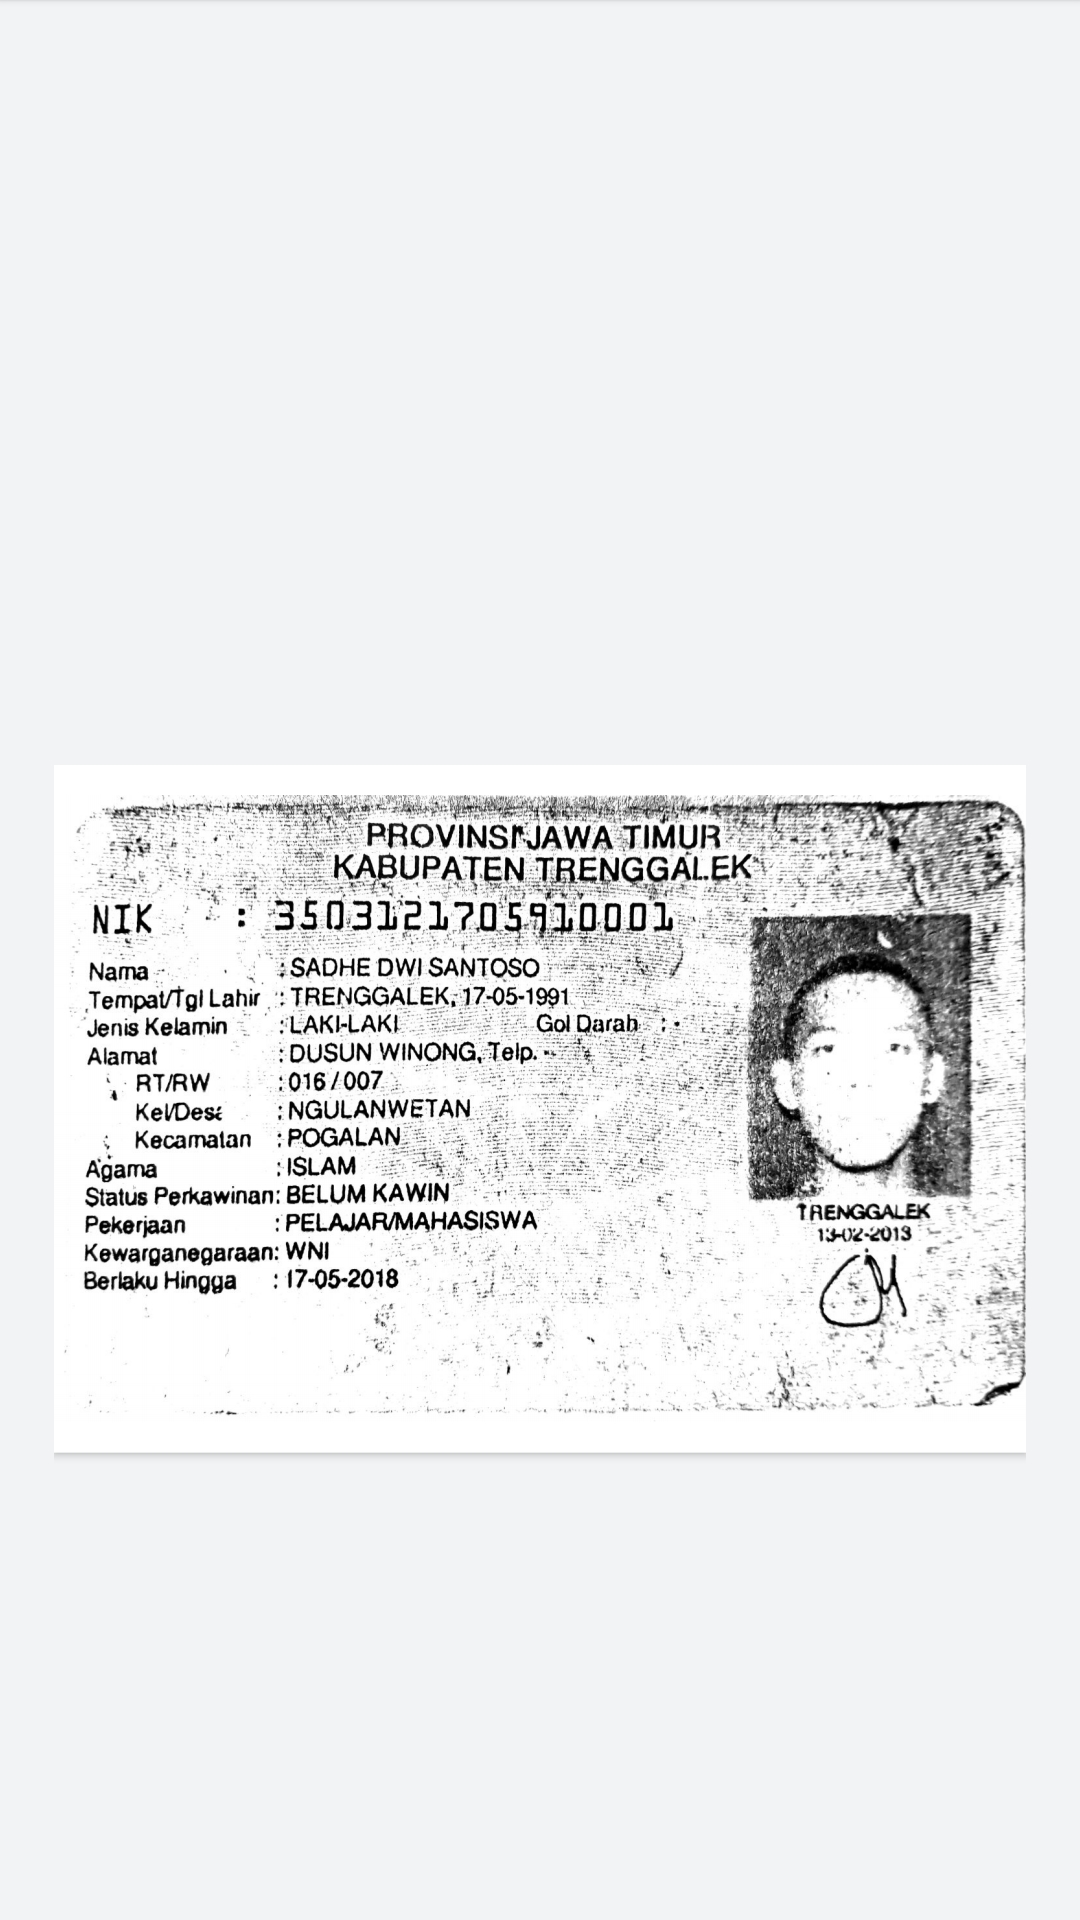 PROVINSI JAWA TIMUR
KABUPATEN TRENGGALEK
NIK : 3503121705910001
Nama : SADHE DWI SANTOSO
Tempat/Tgl Lahir : TRENGGALEK, 17-05-1991
Jenis Kelamin : LAKI-LAKI Gol Darah : -
Alamat : DUSUN WINONG, Telp. -
RT/RW : 016 / 007
Kel/Desa : NGULANWETAN
Kecamatan : POGALAN
Agama : ISLAM
Status Perkawinan: BELUM KAWIN
Pekerjaan : PELAJAR/MAHASISWA
Kewarganegaraan: WNI
Berlaku Hingga : 17-05-2018
TRENGGALEK
13-02-2013